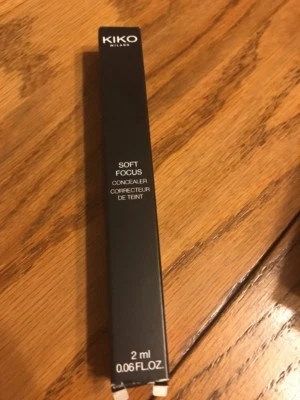 KIKO
MILANO
SOFT
FOCUS
CONCEALER
CORRECTEUR
DE TEINT
2 ml
0.06 FL.OZ.